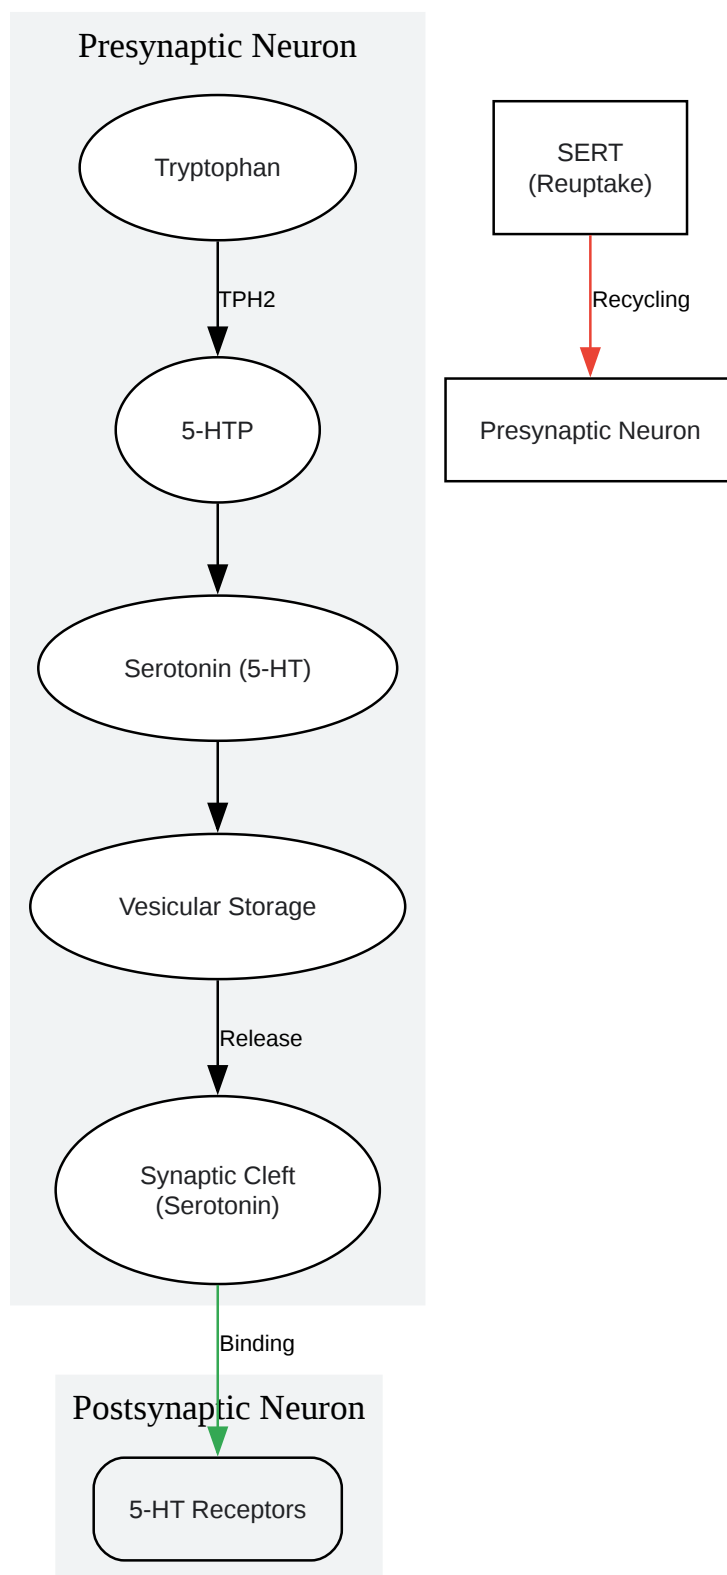 Presynaptic Neuron
Tryptophan
TPH2
5-HTP
Serotonin (5-HT)
Vesicular Storage
Release
Synaptic Cleft
(Serotonin)
Binding
Postsynaptic Neuron
5-HT Receptors
SERT
(Reuptake)
Recycling
Presynaptic Neuron